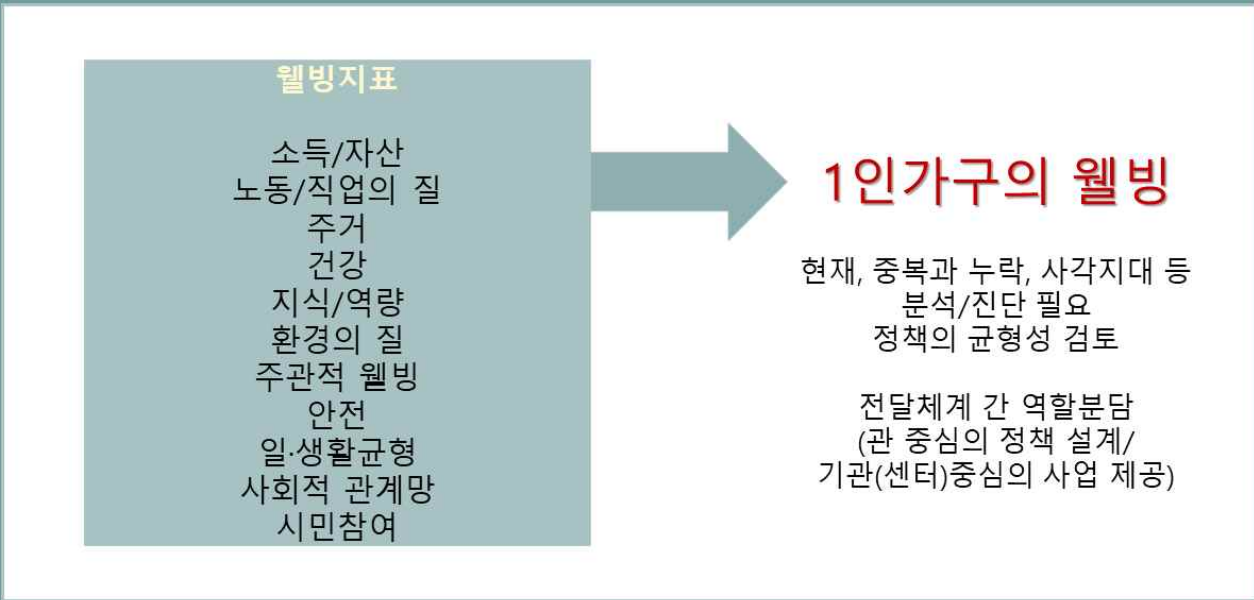 웰빙지표
소득/자산
노동/직업의 질
주거
건강
지식/역량
환경의 질
주관적 웰빙
안전
일·생활균형
사회적 관계망
시민참여
1인가구의 웰빙
현재, 중복과 누락, 사각지대 등
분석/진단 필요
정책의 균형성 검토
전달체계 간 역할분담
(관 중심의 정책 설계/
기관(센터)중심의 사업 제공)